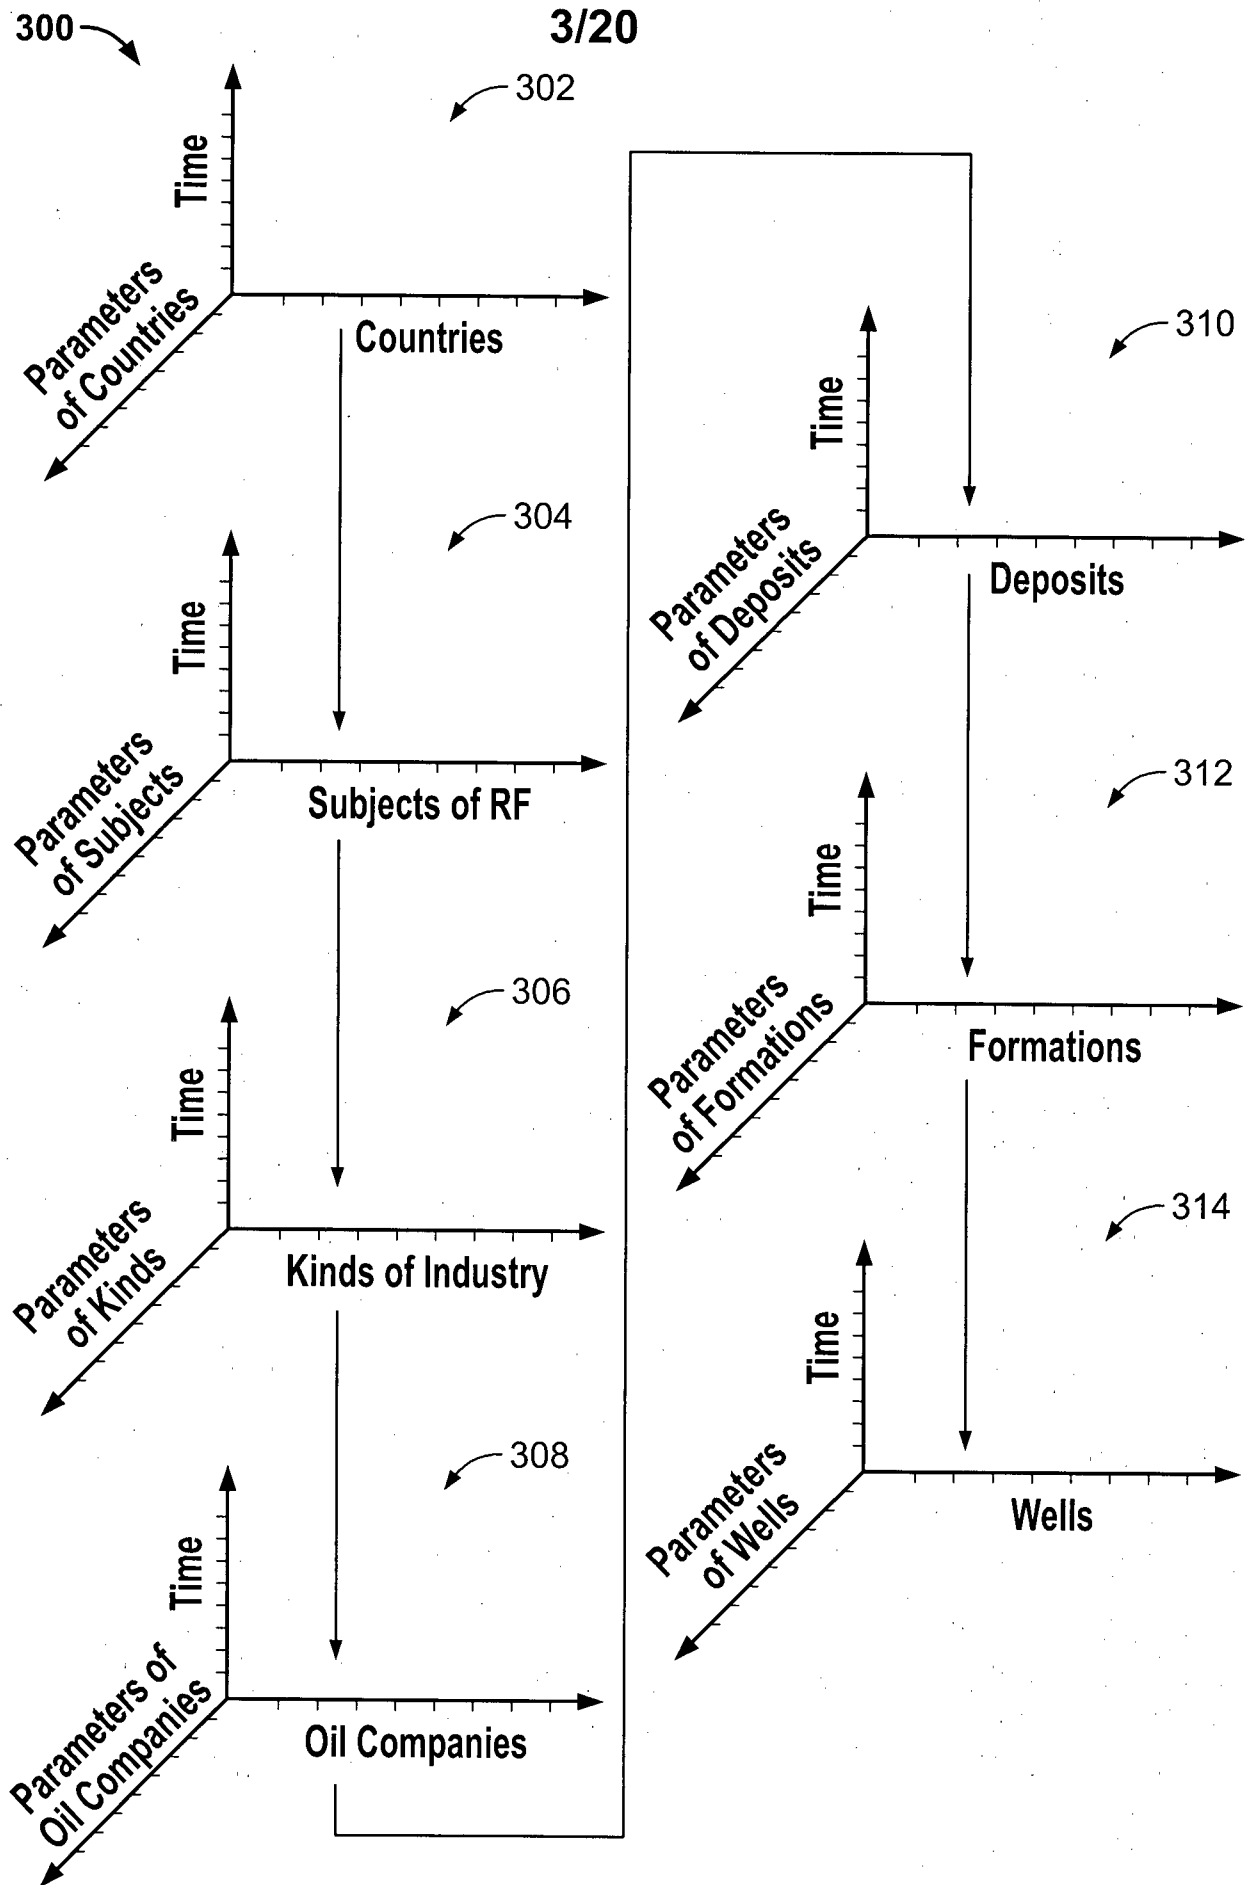 3/20
300
302
Time
Parameters
of Countries
Countries
304
Time
Parameters
of Subjects
Subjects of RF
306
Time
Parameters
of Kinds
Kinds of Industry
308
Time
Parameters of
Oil Companies
Oil Companies
310
Time
Parameters
of Deposits
Deposits
312
Time
Parameters
of Formations
Formations
314
Time
Parameters
of Wells
Wells